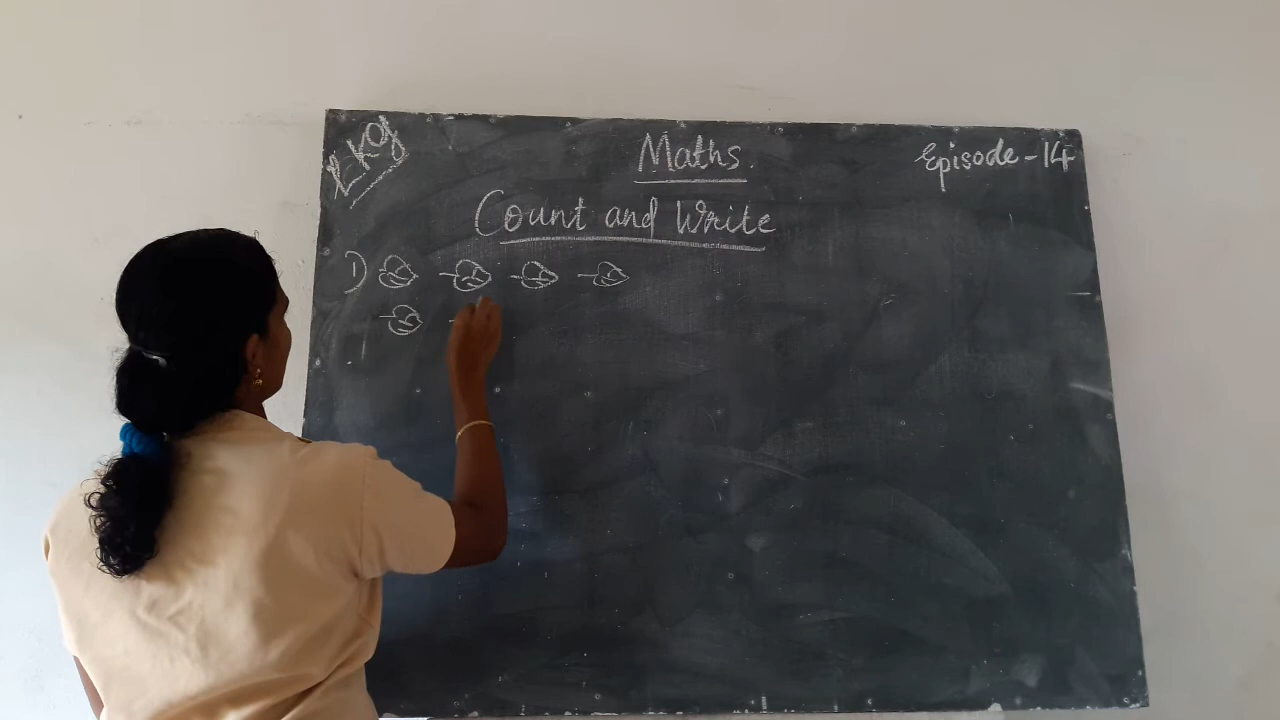 LKG
Maths.
Episode - 14
Count and Write
1)